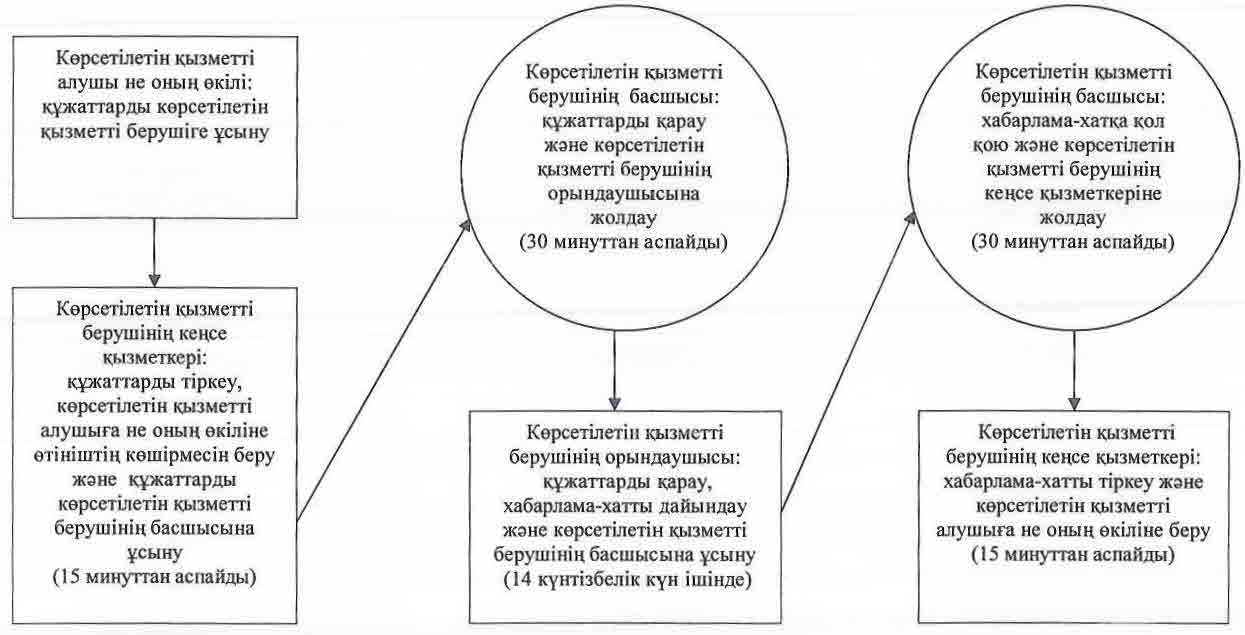 Көрсетілетін қызметті
алушы не оның өкілі:
құжаттарды көрсетілетін
қызметті берушіге ұсыну
Көрсетілетін қызметті
берушінің кеңсе
қызметкері:
құжаттарды тіркеу,
көрсетілетін қызметті
алушыға не оның өкіліне
өтініштің көшірмесін беру
және құжаттарды
көрсетілетін қызметті
берушінің басшысына
ұсыну
(15 минуттан аспайды)
Көрсетілетін қызметті
берушінің басшысы:
құжаттарды қарау
және көрсетілетін
қызметті берушінің
орындаушысына
жолдау
(30 минуттан аспайды)
Көрсетілетін қызметті
берушінің орындаушысы:
құжаттарды қарау,
хабарлама-хатты дайындау
және көрсетілетін қызметті
берушінің басшысына ұсыну
(14 күнтізбелік күн ішінде)
Көрсетілетін қызметті
берушінің басшысы:
хабарлама-хатқа қол
қою және көрсетілетін
қызметті берушінің
кеңсе қызметкеріне
жолдау
(30 минуттан аспайды)
Көрсетілетін қызметті
берушінің кеңсе қызметкері:
хабарлама-хатты тіркеу және
көрсетілетін қызметті
алушыға не оның өкіліне беру
(15 минуттан аспайды)